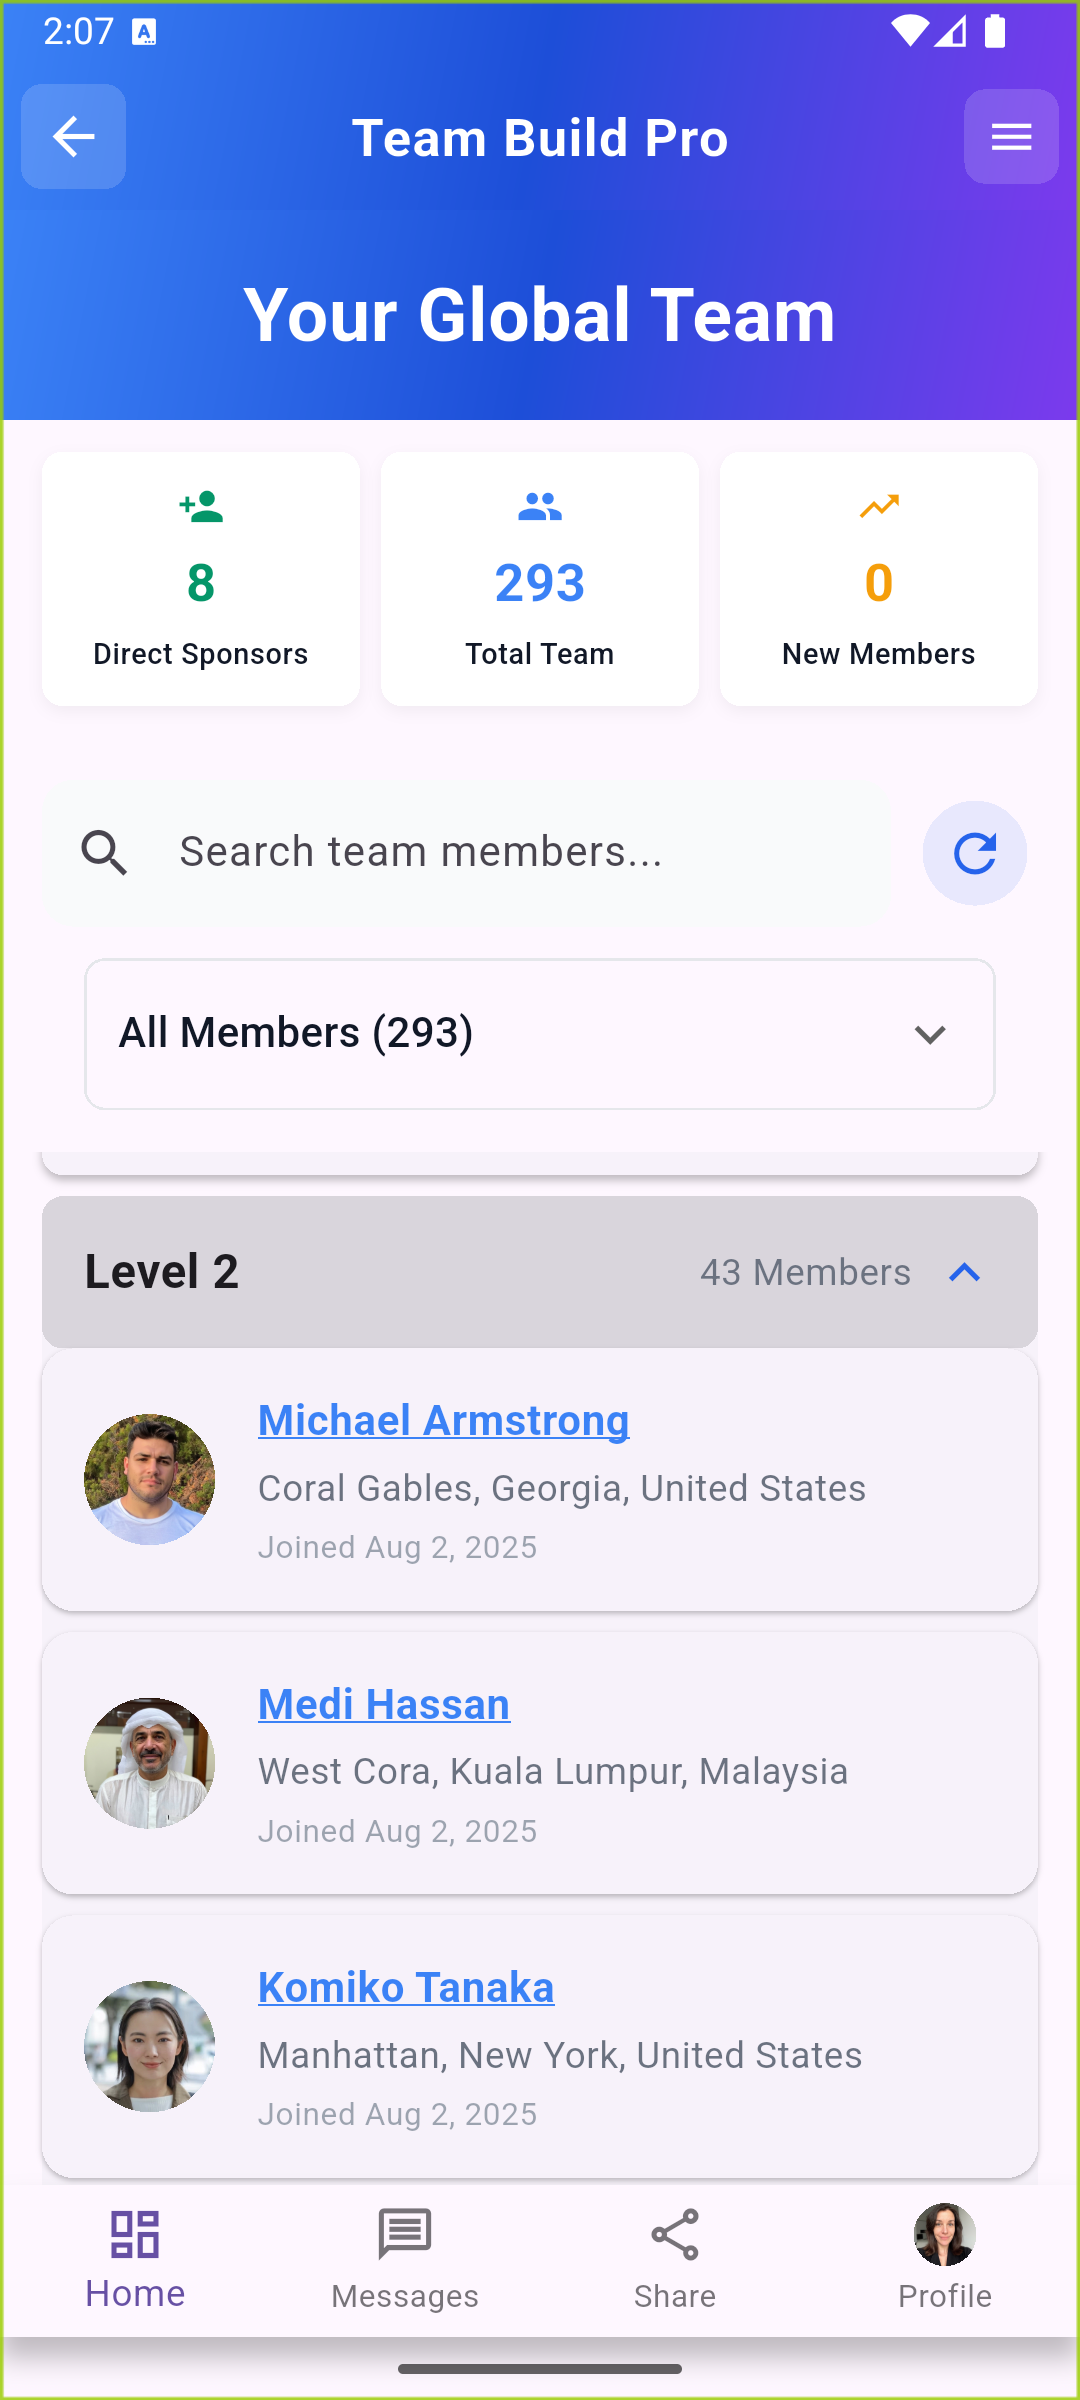 2:07
A
Team Build Pro
Your Global Team
8
293
0
Direct Sponsors
Total Team
New Members
Search team members...
All Members (293)
Level 2
43 Members
Michael Armstrong
Coral Gables, Georgia, United States
Joined Aug 2, 2025
Medi Hassan
West Cora, Kuala Lumpur, Malaysia
Joined Aug 2, 2025
Komiko Tanaka
Manhattan, New York, United States
Joined Aug 2, 2025
Home
Messages
Share
Profile